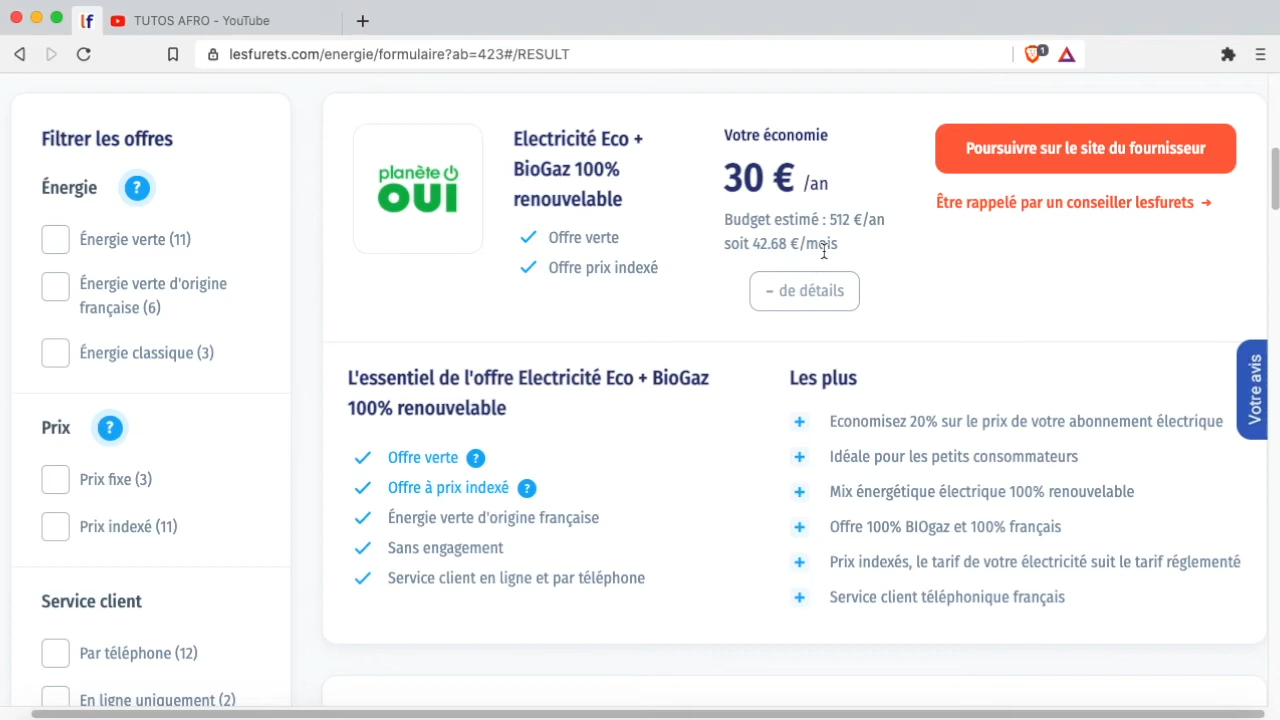 lf
TUTOS AFRO - YouTube
lesfurets.com/energie/formulaire?ab=423#/RESULT
1
Filtrer les offres
Énergie ?
Énergie verte (11)
Énergie verte d'origine
française (6)
Énergie classique (3)
Prix ?
Prix fixe (3)
Prix indexé (11)
Service client
Par téléphone (12)
En ligne uniquement (2)
planète
OUI
Electricité Eco +
BioGaz 100%
renouvelable
Offre verte
Offre prix indexé
Votre économie
30 € /an
Budget estimé : 512 €/an
soit 42.68 €/mois
− de détails
Poursuivre sur le site du fournisseur
Être rappelé par un conseiller lesfurets →
L'essentiel de l'offre Electricité Eco + BioGaz
100% renouvelable
Offre verte ?
Offre à prix indexé ?
Énergie verte d'origine française
Sans engagement
Service client en ligne et par téléphone
Les plus
+ Economisez 20% sur le prix de votre abonnement électrique
+ Idéale pour les petits consommateurs
+ Mix énergétique électrique 100% renouvelable
+ Offre 100% BIOgaz et 100% français
+ Prix indexés, le tarif de votre électricité suit le tarif réglementé
+ Service client téléphonique français
Votre avis